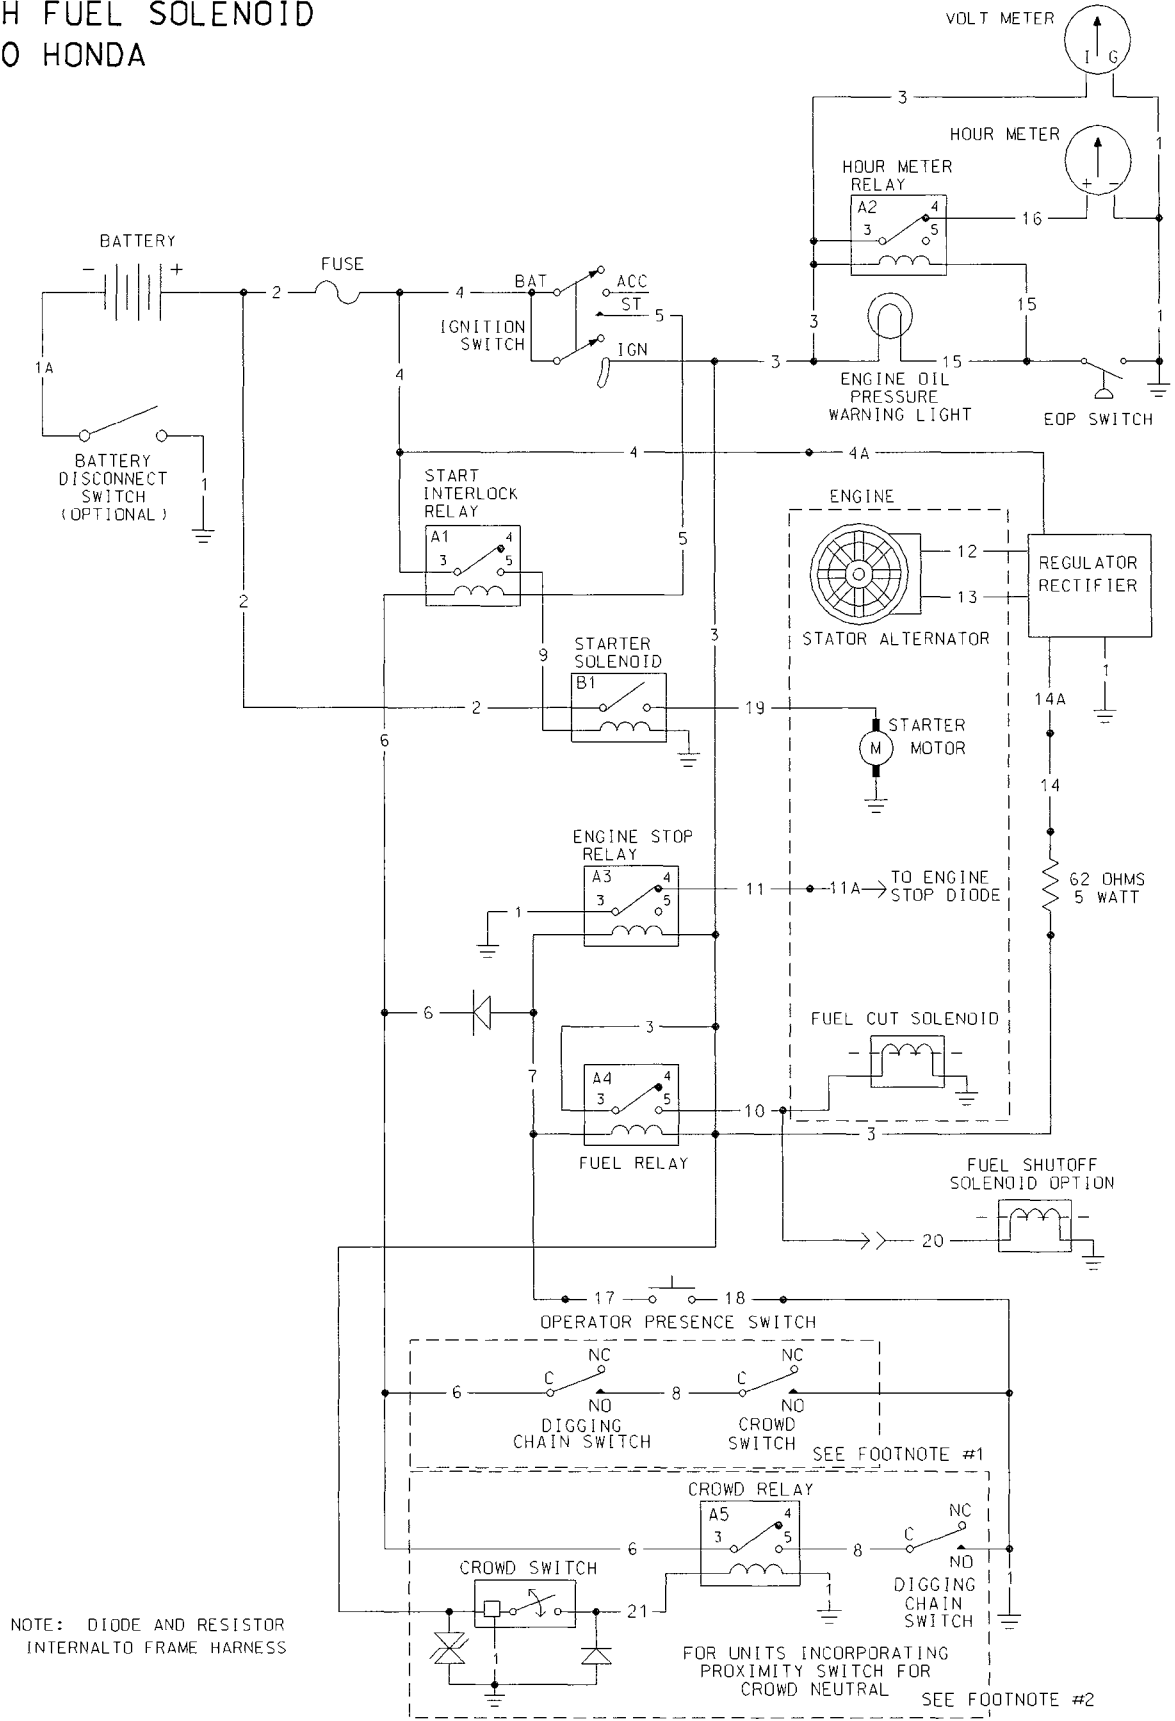 H FUEL SOLENOID
O HONDA
VOLT METER
I G
3
1
HOUR METER
+ -
HOUR METER
RELAY
A2
4
3
5
16
BATTERY
- +
2
FUSE
4
BAT
ACC
ST
5
IGNITION
SWITCH
IGN
3
15
1
1A
4
3
15
ENGINE OIL
PRESSURE
WARNING LIGHT
EOP SWITCH
BATTERY
DISCONNECT
SWITCH
(OPTIONAL)
1
4
4A
START
INTERLOCK
RELAY
A1
4
3
5
5
ENGINE
12
13
REGULATOR
RECTIFIER
STATOR ALTERNATOR
2
3
9
STARTER
SOLENOID
B1
2
19
6
STARTER
MOTOR
M
14A
1
14
ENGINE STOP
RELAY
A3
4
3
5
1
11
11A
TO ENGINE
STOP DIODE
62 OHMS
5 WATT
6
3
FUEL CUT SOLENOID
7
A4
4
3
5
10
FUEL RELAY
3
FUEL SHUTOFF
SOLENOID OPTION
20
17
18
OPERATOR PRESENCE SWITCH
NC
NC
C
C
6
8
NO
NO
DIGGING
CHAIN SWITCH
CROWD
SWITCH
SEE FOOTNOTE #1
CROWD RELAY
A5
4
3
5
6
8
C
NC
NO
1
DIGGING
CHAIN
SWITCH
CROWD SWITCH
21
1
1
NOTE: DIODE AND RESISTOR
INTERNALTO FRAME HARNESS
FOR UNITS INCORPORATING
PROXIMITY SWITCH FOR
CROWD NEUTRAL
SEE FOOTNOTE #2